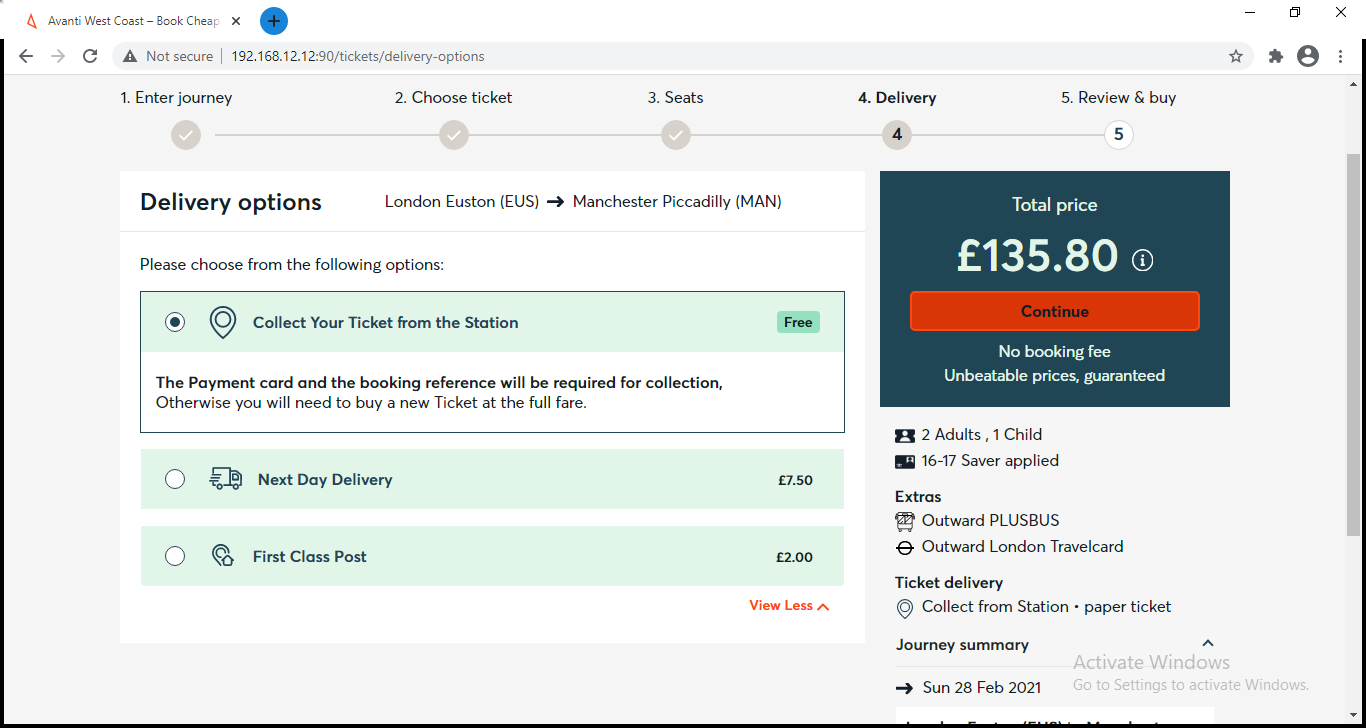 Avanti West Coast – Book Cheap
Not secure
192.168.12.12:90/tickets/delivery-options
1. Enter journey
2. Choose ticket
3. Seats
4. Delivery
5. Review & buy
4
5
Delivery options
London Euston (EUS) → Manchester Piccadilly (MAN)
Please choose from the following options:
Collect Your Ticket from the Station
Free
The Payment card and the booking reference will be required for collection,
Otherwise you will need to buy a new Ticket at the full fare.
Next Day Delivery
£7.50
First Class Post
£2.00
View Less
Total price
£135.80
Continue
No booking fee
Unbeatable prices, guaranteed
2 Adults , 1 Child
16-17 Saver applied
Extras
Outward PLUSBUS
Outward London Travelcard
Ticket delivery
Collect from Station • paper ticket
Journey summary
→ Sun 28 Feb 2021
Activate Windows
Go to Settings to activate Windows.